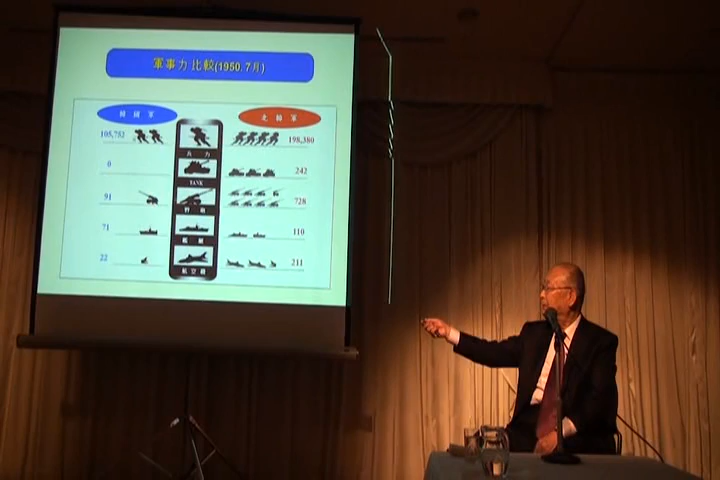 軍事力 比較(1950. 7月)
韓國軍 北韓軍
105,752 198,380
兵 力
0 242
TANK
91 728
野 砲
71 110
艦 艇
22 211
航空機